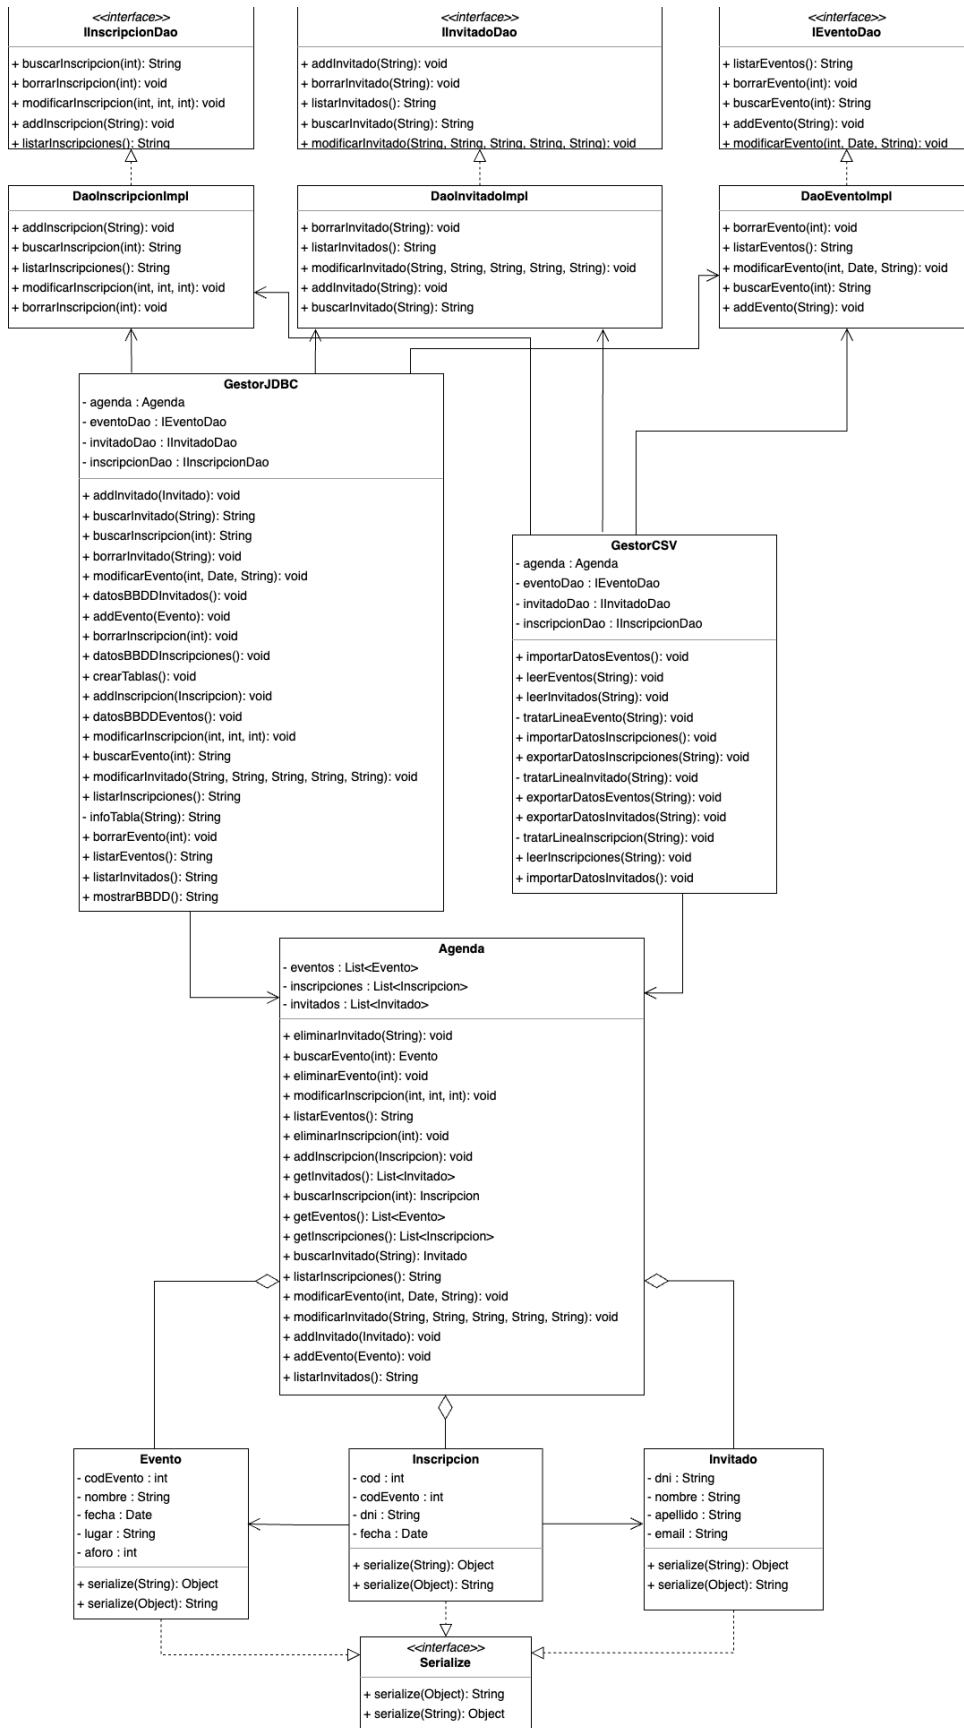 <<interface>>
IInscripcionDao
+ buscarInscripcion(int): String
+ borrarInscripcion(int): void
+ modificarInscripcion(int, int, int): void
+ addInscripcion(String): void
+ listarInscripciones(): String
<<interface>>
IInvitadoDao
+ addInvitado(String): void
+ borrarInvitado(String): void
+ listarInvitados(): String
+ buscarInvitado(String): String
+ modificarInvitado(String, String, String, String, String): void
<<interface>>
IEventoDao
+ listarEventos(): String
+ borrarEvento(int): void
+ buscarEvento(int): String
+ addEvento(String): void
+ modificarEvento(int, Date, String): void
DaoInscripcionImpl
+ addInscripcion(String): void
+ buscarInscripcion(int): String
+ listarInscripciones(): String
+ modificarInscripcion(int, int, int): void
+ borrarInscripcion(int): void
DaoInvitadoImpl
+ borrarInvitado(String): void
+ listarInvitados(): String
+ modificarInvitado(String, String, String, String, String): void
+ addInvitado(String): void
+ buscarInvitado(String): String
DaoEventoImpl
+ borrarEvento(int): void
+ listarEventos(): String
+ modificarEvento(int, Date, String): void
+ buscarEvento(int): String
+ addEvento(String): void
GestorJDBC
- agenda : Agenda
- eventoDao : IEventoDao
- invitadoDao : IInvitadoDao
- inscripcionDao : IInscripcionDao
+ addInvitado(Invitado): void
+ buscarInvitado(String): String
+ buscarInscripcion(int): String
+ borrarInvitado(String): void
+ modificarEvento(int, Date, String): void
+ datosBBDDInvitados(): void
+ addEvento(Evento): void
+ borrarInscripcion(int): void
+ datosBBDDInscripciones(): void
+ crearTablas(): void
+ addInscripcion(Inscripcion): void
+ datosBBDDEventos(): void
+ modificarInscripcion(int, int, int): void
+ buscarEvento(int): String
+ modificarInvitado(String, String, String, String, String): void
+ listarInscripciones(): String
- infoTabla(String): String
+ borrarEvento(int): void
+ listarEventos(): String
+ listarInvitados(): String
+ mostrarBBDD(): String
GestorCSV
- agenda : Agenda
- eventoDao : IEventoDao
- invitadoDao : IInvitadoDao
- inscripcionDao : IInscripcionDao
+ importarDatosEventos(): void
+ leerEventos(String): void
+ leerInvitados(String): void
- tratarLineaEvento(String): void
+ importarDatosInscripciones(): void
+ exportarDatosInscripciones(String): void
- tratarLineaInvitado(String): void
+ exportarDatosEventos(String): void
+ exportarDatosInvitados(String): void
- tratarLineaInscripcion(String): void
+ leerInscripciones(String): void
+ importarDatosInvitados(): void
Agenda
- eventos : List<Evento>
- inscripciones : List<Inscripcion>
- invitados : List<Invitado>
+ eliminarInvitado(String): void
+ buscarEvento(int): Evento
+ eliminarEvento(int): void
+ modificarInscripcion(int, int, int): void
+ listarEventos(): String
+ eliminarInscripcion(int): void
+ addInscripcion(Inscripcion): void
+ getInvitados(): List<Invitado>
+ buscarInscripcion(int): Inscripcion
+ getEventos(): List<Evento>
+ getInscripciones(): List<Inscripcion>
+ buscarInvitado(String): Invitado
+ listarInscripciones(): String
+ modificarEvento(int, Date, String): void
+ modificarInvitado(String, String, String, String, String): void
+ addInvitado(Invitado): void
+ addEvento(Evento): void
+ listarInvitados(): String
Evento
- codEvento : int
- nombre : String
- fecha : Date
- lugar : String
- aforo : int
+ serialize(String): Object
+ serialize(Object): String
Inscripcion
- cod : int
- codEvento : int
- dni : String
- fecha : Date
+ serialize(String): Object
+ serialize(Object): String
Invitado
- dni : String
- nombre : String
- apellido : String
- email : String
+ serialize(String): Object
+ serialize(Object): String
<<interface>>
Serialize
+ serialize(Object): String
+ serialize(String): Object